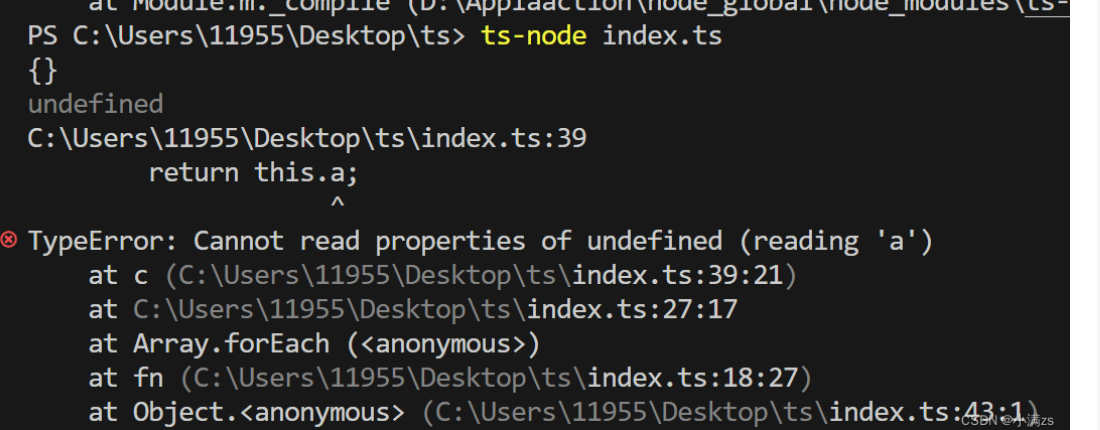 at Module.m._compile (D:\Applaaction\node_global\node_modules\ts-
PS C:\Users\11955\Desktop\ts> ts-node index.ts
{}
undefined
C:\Users\11955\Desktop\ts\index.ts:39
return this.a;
^
TypeError: Cannot read properties of undefined (reading 'a')
at c (C:\Users\11955\Desktop\ts\index.ts:39:21)
at C:\Users\11955\Desktop\ts\index.ts:27:17
at Array.forEach (<anonymous>)
at fn (C:\Users\11955\Desktop\ts\index.ts:18:27)
at Object.<anonymous> (C:\Users\11955\Desktop\ts\index.ts:43:1)
CSDN @小满zs